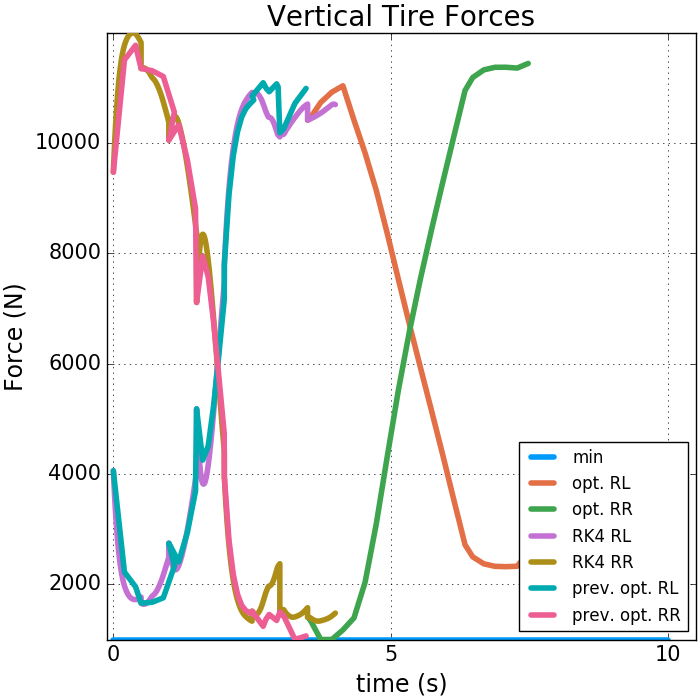 Vertical Tire Forces
Force (N)
10000
8000
6000
4000
2000
0
5
10
time (s)
min
opt. RL
opt. RR
RK4 RL
RK4 RR
prev. opt. RL
prev. opt. RR